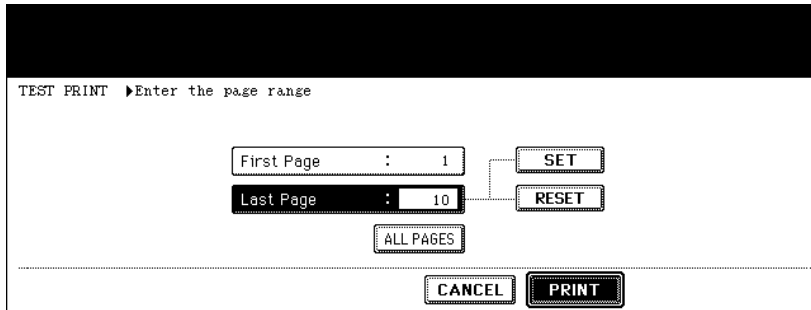 TEST PRINT ▶Enter the page range
First Page : 1 SET
Last Page : 10 RESET
ALL PAGES
CANCEL PRINT